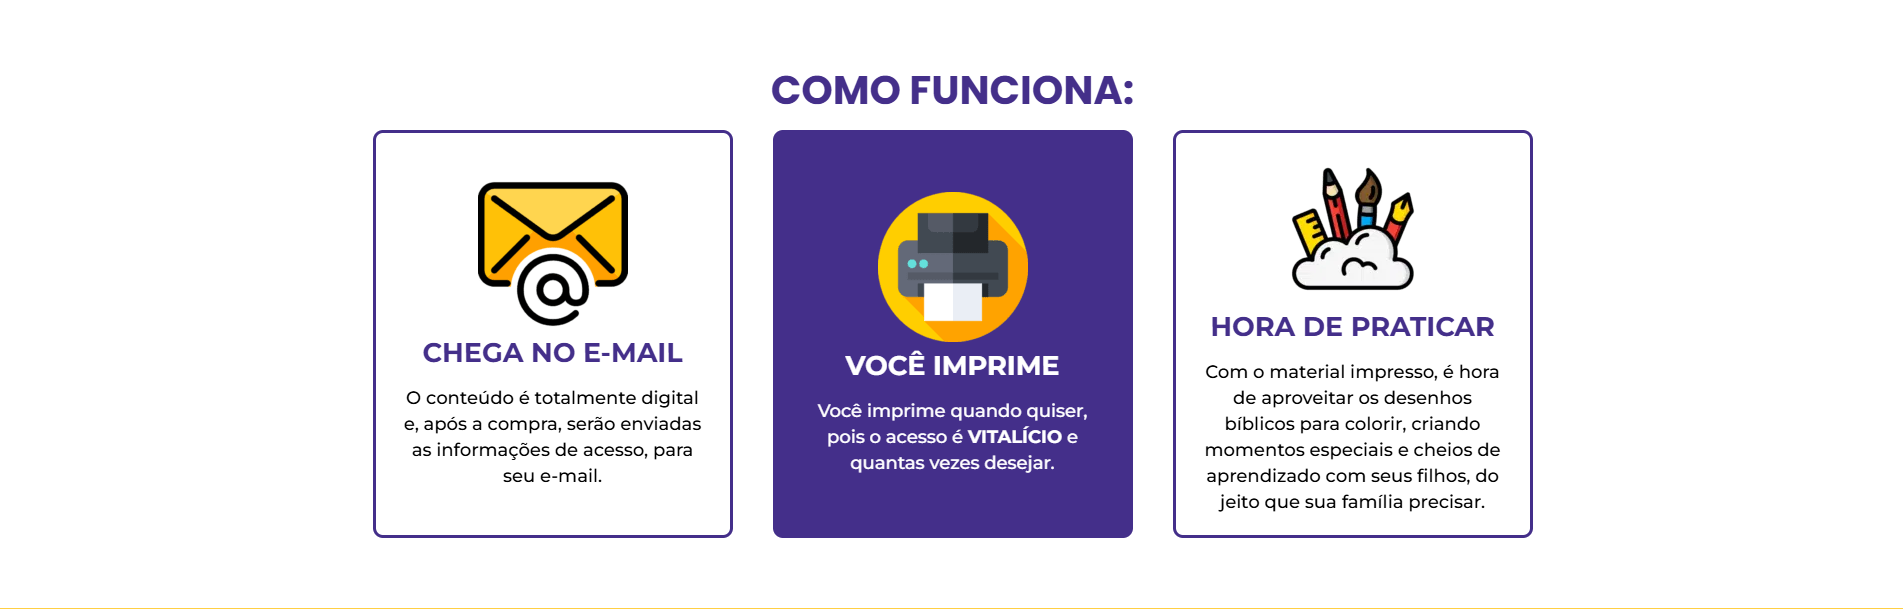 COMO FUNCIONA:
CHEGA NO E-MAIL
O conteúdo é totalmente digital
e, após a compra, serão enviadas
as informações de acesso, para
seu e-mail.
VOCÊ IMPRIME
Você imprime quando quiser,
pois o acesso é VITALÍCIO e
quantas vezes desejar.
HORA DE PRATICAR
Com o material impresso, é hora
de aproveitar os desenhos
bíblicos para colorir, criando
momentos especiais e cheios de
aprendizado com seus filhos, do
jeito que sua família precisar.